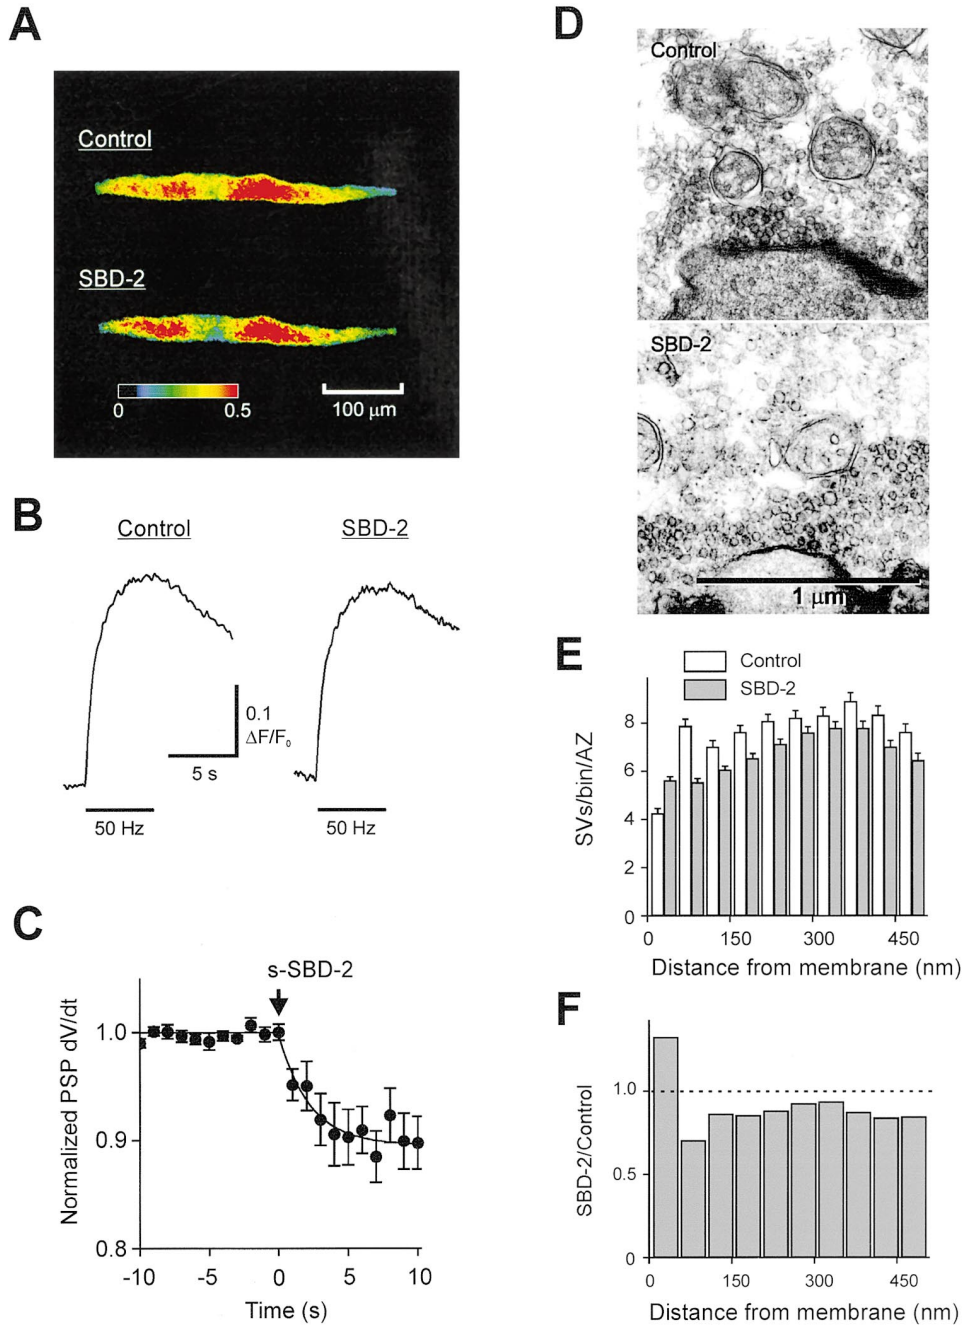 A
Control
SBD-2
0
0.5
100 µm
B
Control
SBD-2
0.1
ΔF/F₀
5 s
50 Hz
50 Hz
C
s-SBD-2
Normalized PSP dV/dt
1.0
0.9
0.8
-10
-5
0
5
10
Time (s)
D
Control
SBD-2
1 µm
E
Control
SBD-2
SVs/bin/AZ
8
6
4
2
0
0
150
300
450
Distance from membrane (nm)
F
SBD-2/Control
1.0
0.5
0
0
150
300
450
Distance from membrane (nm)